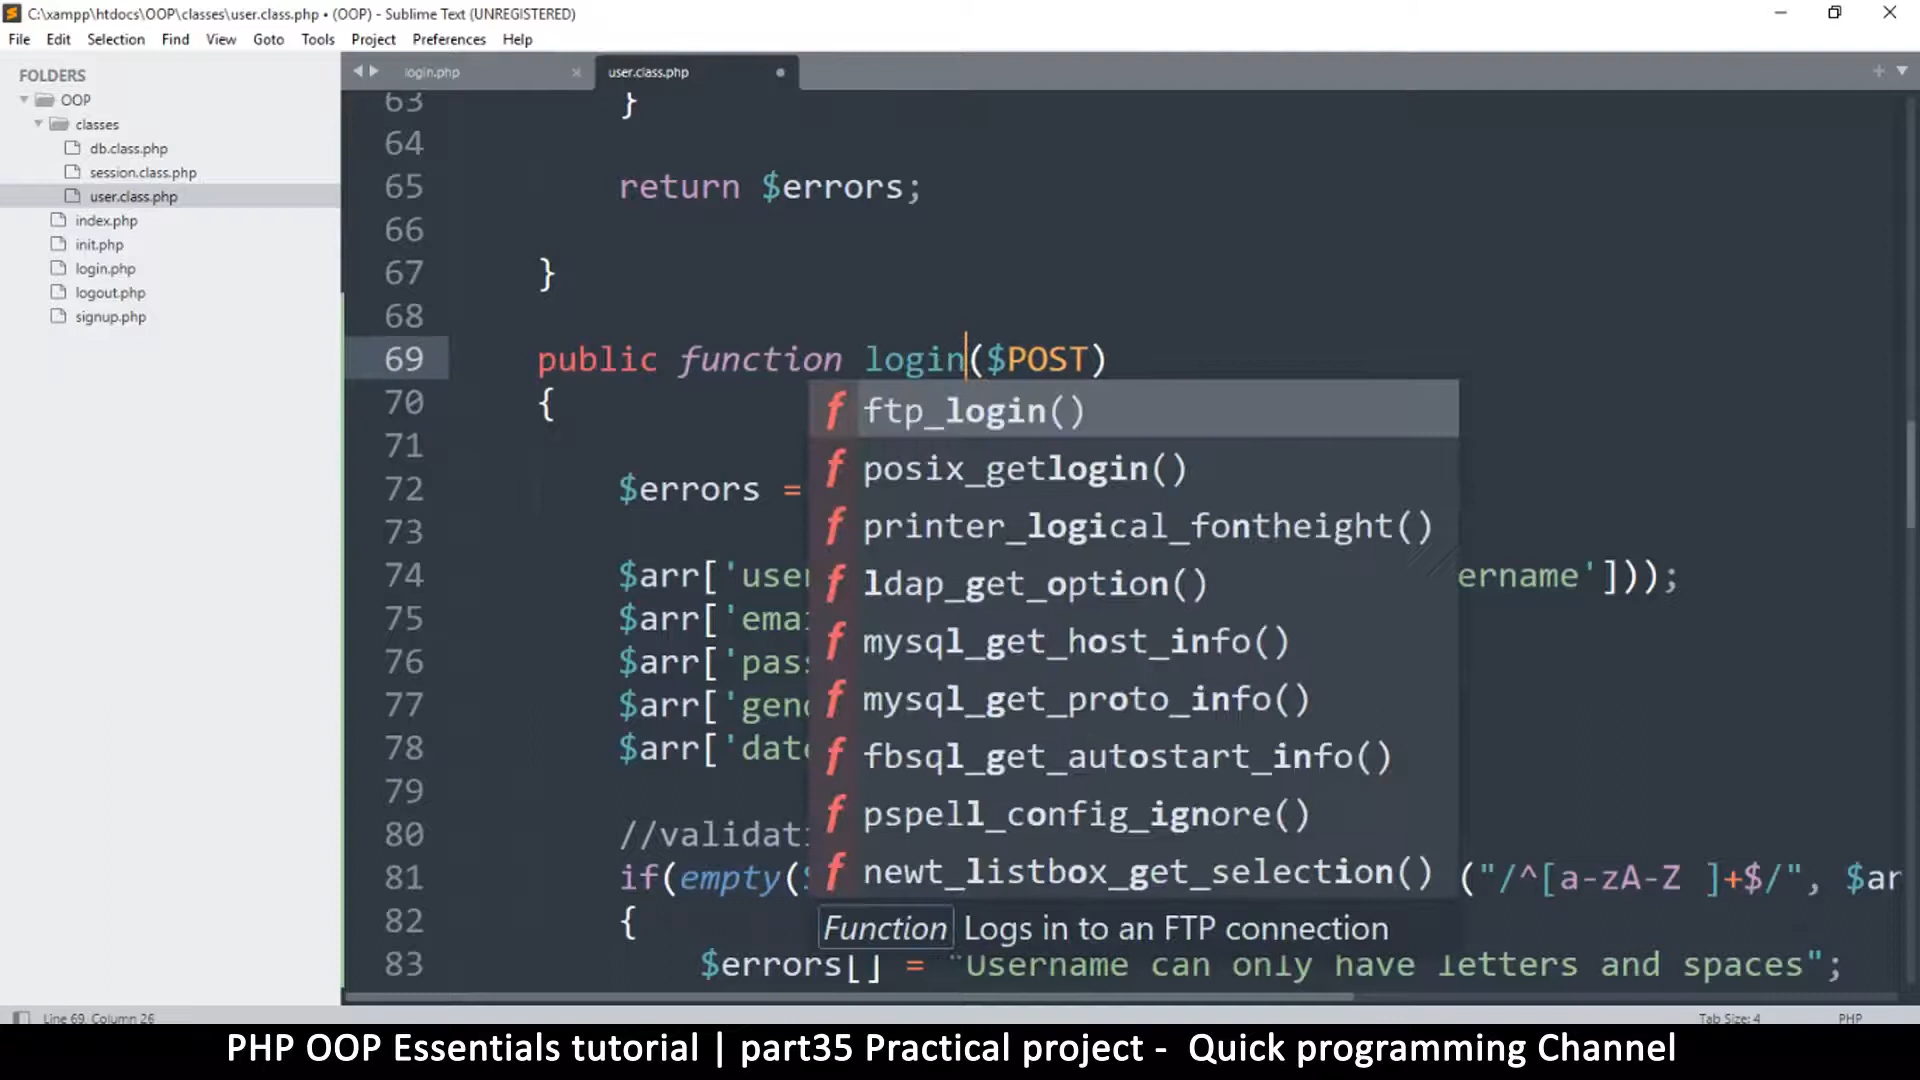 C:\xampp\htdocs\OOP\classes\user.class.php • (OOP) - Sublime Text (UNREGISTERED)
File Edit Selection Find View Goto Tools Project Preferences Help
FOLDERS
OOP
classes
db.class.php
session.class.php
user.class.php
index.php
init.php
login.php
logout.php
signup.php
login.php
user.class.php
63 }
64
65 return $errors;
66
67 }
68
69 public function login($POST)
70 {
71
72 $errors =
73
74 $arr['user ername']));
75 $arr['emai
76 $arr['pass
77 $arr['gend
78 $arr['date
79
80 //validati
81 if(empty($ ("/^[a-zA-Z ]+$/", $ar
82 {
83 $errors[] = "Username can only have letters and spaces";
f ftp_login()
f posix_getlogin()
f printer_logical_fontheight()
f ldap_get_option()
f mysql_get_host_info()
f mysql_get_proto_info()
f fbsql_get_autostart_info()
f pspell_config_ignore()
f newt_listbox_get_selection()
Function Logs in to an FTP connection
Line 69, Column 26
Tab Size: 4
PHP
PHP OOP Essentials tutorial | part35 Practical project - Quick programming Channel